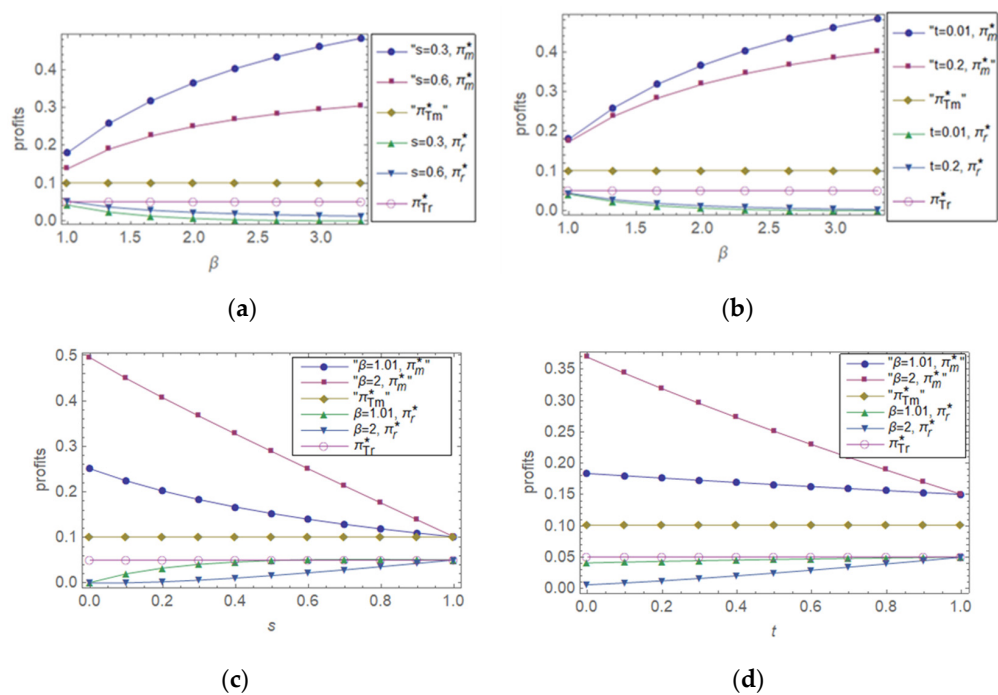 "s=0.3, π*m"
"s=0.6, π*m"
"π*Tm"
s=0.3, π*r
s=0.6, π*r
π*Tr
profits
0.4
0.3
0.2
0.1
0.0
1.0 1.5 2.0 2.5 3.0
β
(a)
"t=0.01, π*m"
"t=0.2, π*m"
"π*Tm"
t=0.01, π*r
t=0.2, π*r
π*Tr
profits
0.4
0.3
0.2
0.1
0.0
1.0 1.5 2.0 2.5 3.0
β
(b)
"β=1.01, π*m"
"β=2, π*m"
"π*Tm"
β=1.01, π*r
β=2, π*r
π*Tr
profits
0.5
0.4
0.3
0.2
0.1
0.0
0.0 0.2 0.4 0.6 0.8 1.0
s
(c)
"β=1.01, π*m"
"β=2, π*m"
"π*Tm"
β=1.01, π*r
β=2, π*r
π*Tr
profits
0.35
0.30
0.25
0.20
0.15
0.10
0.05
0.00
0.0 0.2 0.4 0.6 0.8 1.0
t
(d)